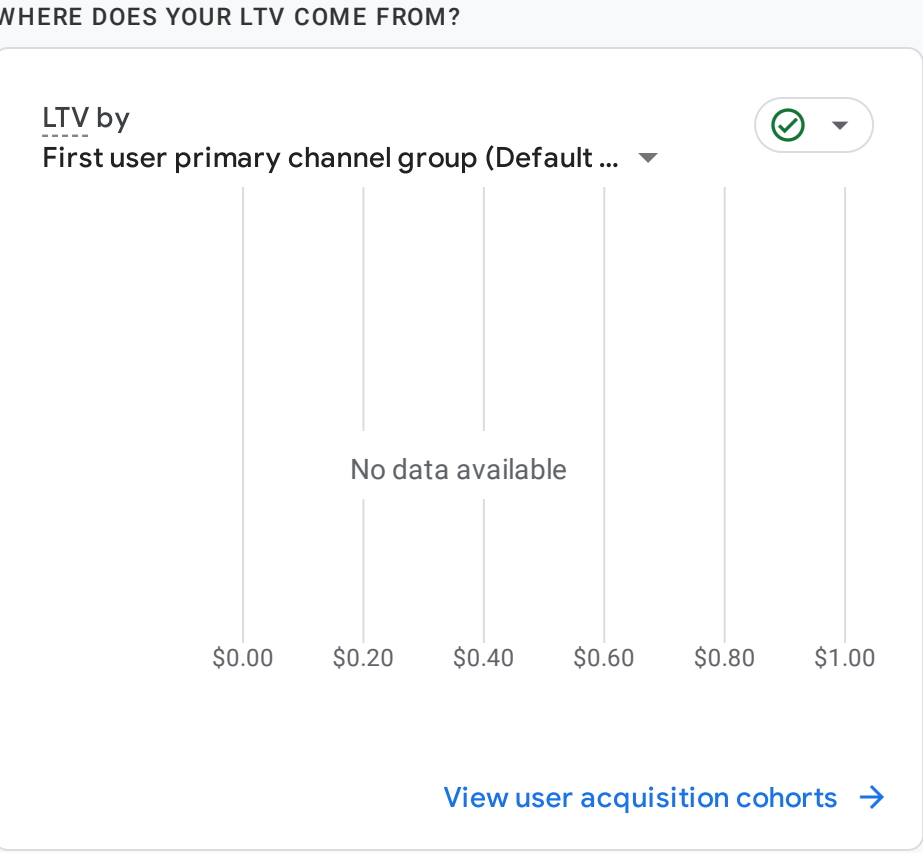 WHERE DOES YOUR LTV COME FROM?
LTV by
First user primary channel group (Default ...
No data available
$0.00 $0.20 $0.40 $0.60 $0.80 $1.00
View user acquisition cohorts